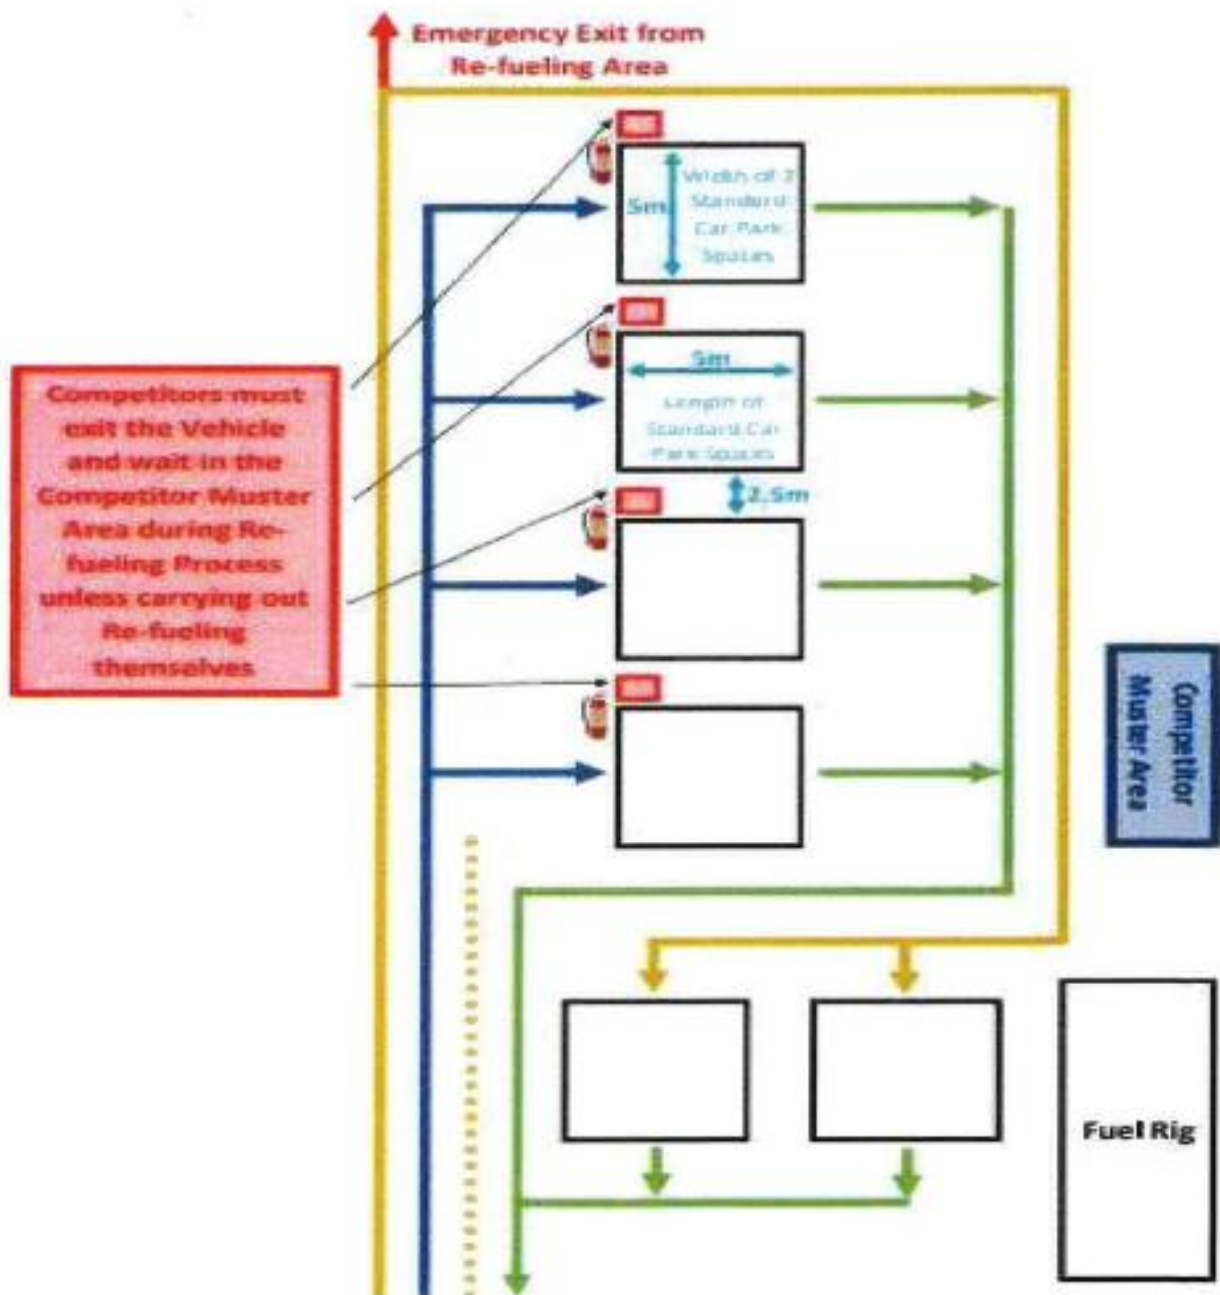 Emergency Exit from
Re-fueling Area
Width of 2
Standard
Car Park
Spaces
5m
5m
Length of
Standard Car
Park Spaces
2.5m
Competitors must
exit the Vehicle
and wait in the
Competitor Muster
Area during Re-
fueling Process
unless carrying out
Re-fueling
themselves
Competitor
Muster Area
Fuel Rig